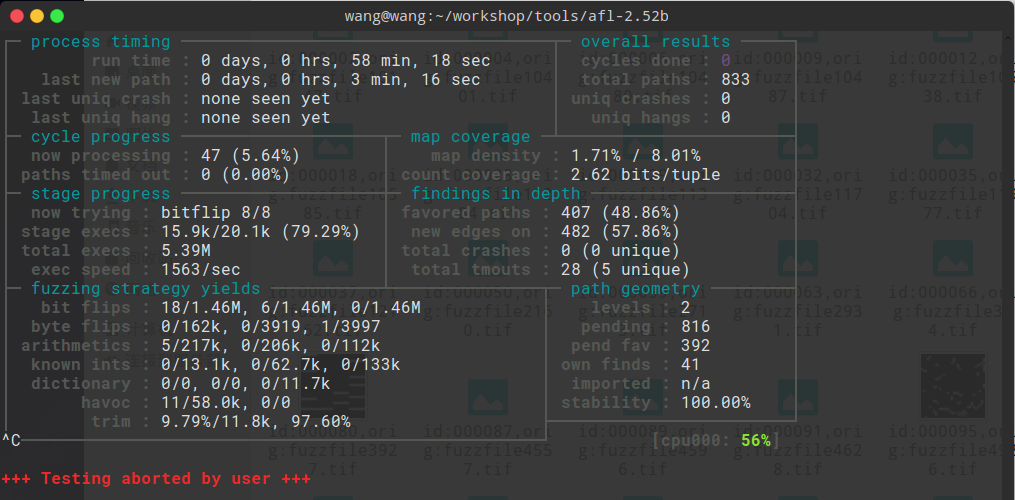 wang@wang:~/workshop/tools/afl-2.52b
process timing
run time : 0 days, 0 hrs, 58 min, 18 sec
last new path : 0 days, 0 hrs, 3 min, 16 sec
last uniq crash : none seen yet
last uniq hang : none seen yet
overall results
cycles done : 0
total paths : 833
uniq crashes : 0
uniq hangs : 0
cycle progress
now processing : 47 (5.64%)
paths timed out : 0 (0.00%)
map coverage
map density : 1.71% / 8.01%
count coverage : 2.62 bits/tuple
stage progress
now trying : bitflip 8/8
stage execs : 15.9k/20.1k (79.29%)
total execs : 5.39M
exec speed : 1563/sec
findings in depth
favored paths : 407 (48.86%)
new edges on : 482 (57.86%)
total crashes : 0 (0 unique)
total tmouts : 28 (5 unique)
fuzzing strategy yields
bit flips : 18/1.46M, 6/1.46M, 0/1.46M
byte flips : 0/162k, 0/3919, 1/3997
arithmetics : 5/217k, 0/206k, 0/112k
known ints : 0/13.1k, 0/62.7k, 0/133k
dictionary : 0/0, 0/0, 0/11.7k
havoc : 11/58.0k, 0/0
trim : 9.79%/11.8k, 97.60%
path geometry
levels : 2
pending : 816
pend fav : 392
own finds : 41
imported : n/a
stability : 100.00%
^C
[cpu000: 56%]
+++ Testing aborted by user +++